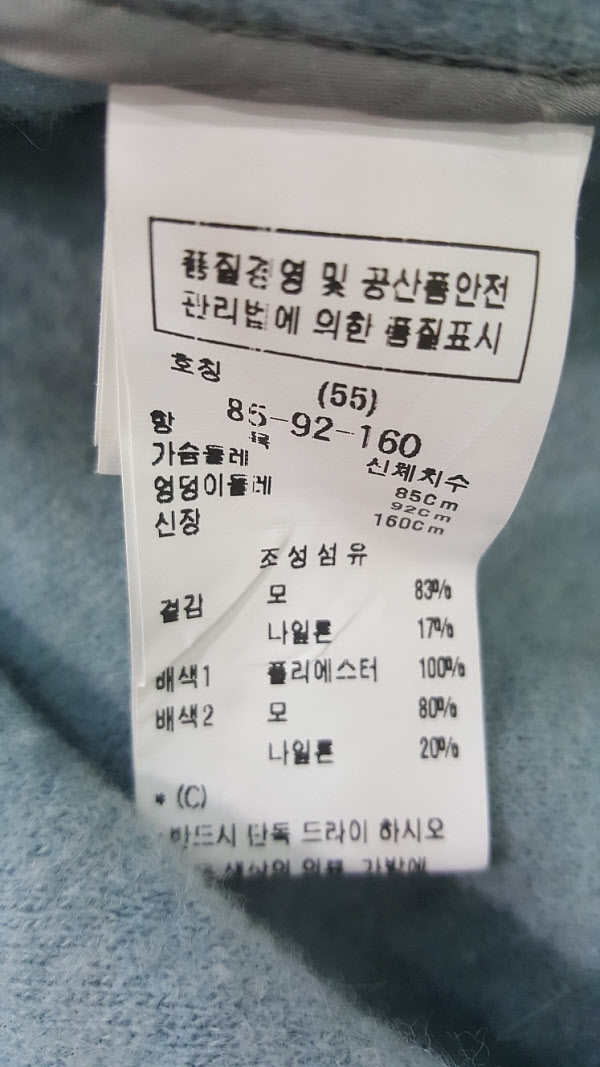 품질경영 및 공산품안전
관리법에 의한 품질표시
호칭 (55)
85-92-160
항목 신체치수
가슴둘레 85Cm
엉덩이둘레 92Cm
신장 160Cm
조성섬유
겉감 모 83%
나일론 17%
배색1 폴리에스터 100%
배색2 모 80%
나일론 20%
* (C)
반드시 단독 드라이 하시오